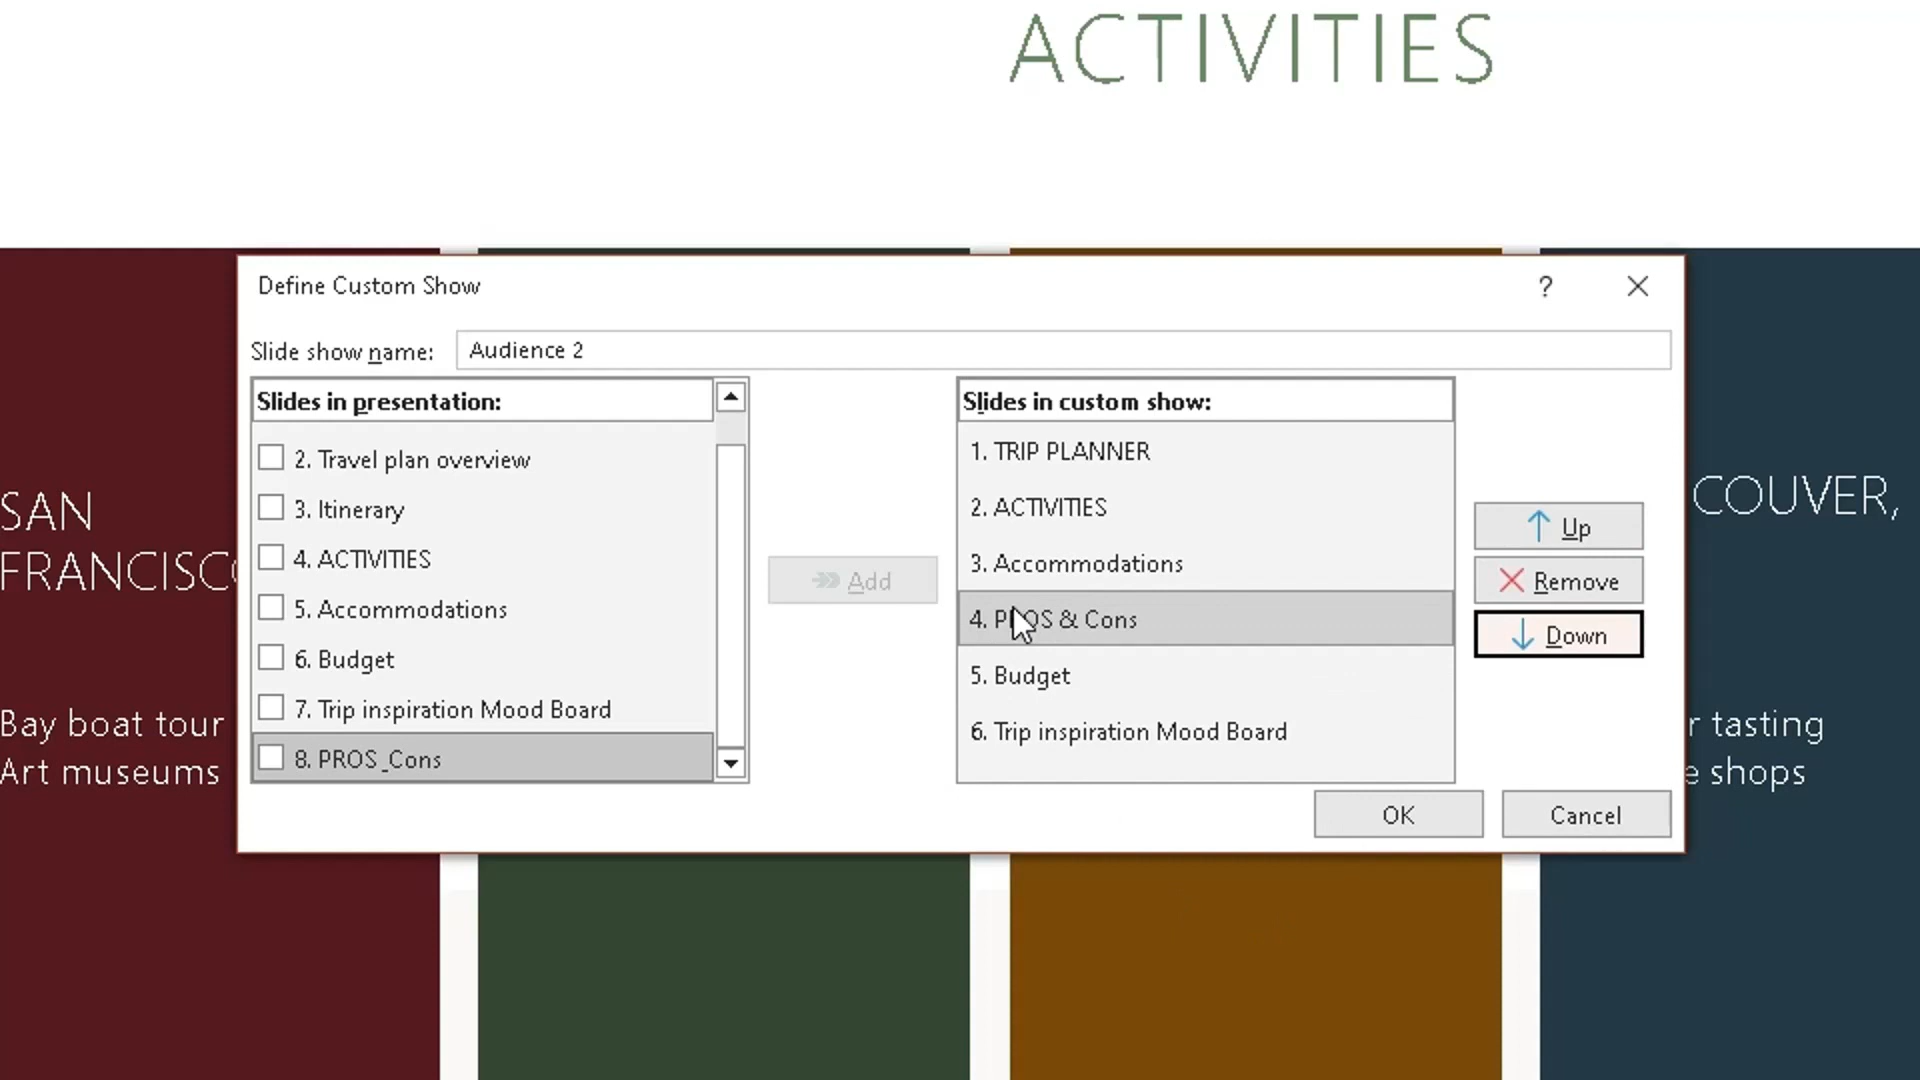 ACTIVITIES
Define Custom Show
?
Slide show name: Audience 2
Slides in presentation:
2. Travel plan overview
3. Itinerary
4. ACTIVITIES
5. Accommodations
6. Budget
7. Trip inspiration Mood Board
8. PROS_Cons
Add
Slides in custom show:
1. TRIP PLANNER
2. ACTIVITIES
3. Accommodations
4. PROS & Cons
5. Budget
6. Trip inspiration Mood Board
Up
Remove
Down
OK
Cancel
SAN
FRANCISC
Bay boat tour
Art museums
COUVER,
r tasting
e shops